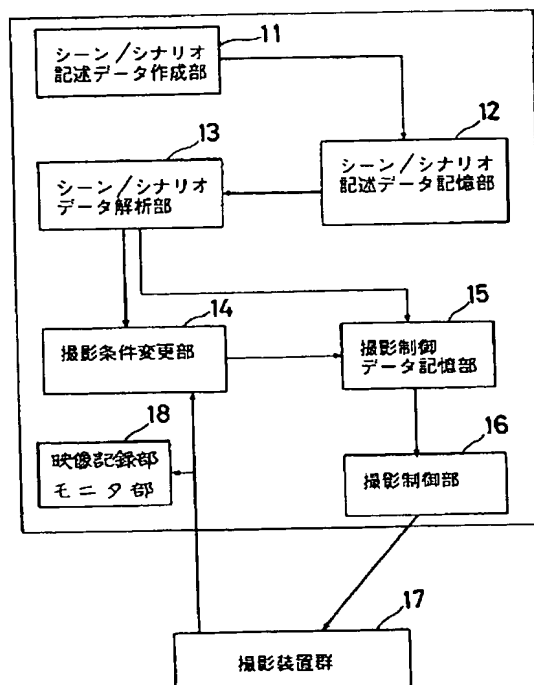 11
シーン/シナリオ
記述データ作成部
12
シーン/シナリオ
記述データ記憶部
13
シーン/シナリオ
データ解析部
14
撮影条件変更部
15
撮影制御
データ記憶部
18
映像記録部
モニタ部
16
撮影制御部
17
撮影装置群